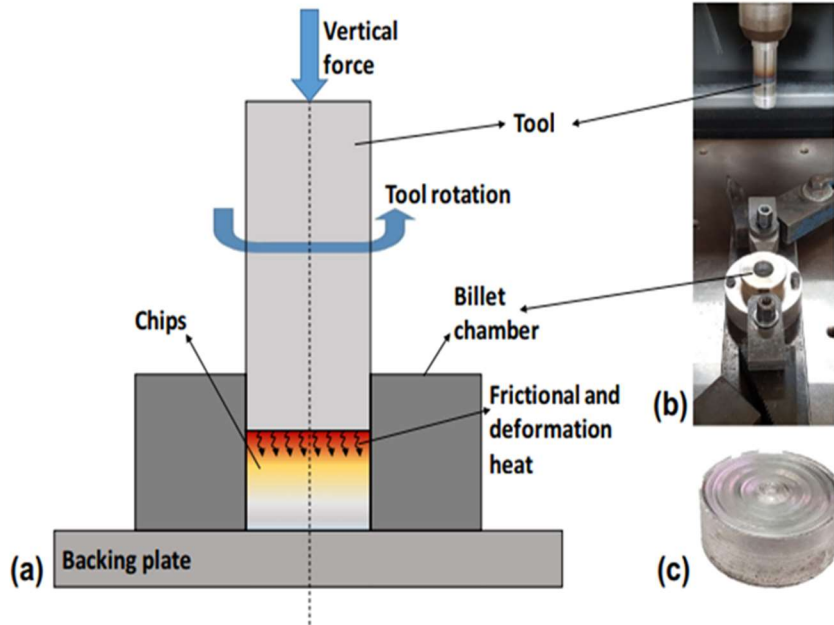 Vertical
force
Tool
Tool rotation
Billet
chamber
Chips
Frictional and
deformation
heat
(b)
(a)
Backing plate
(c)